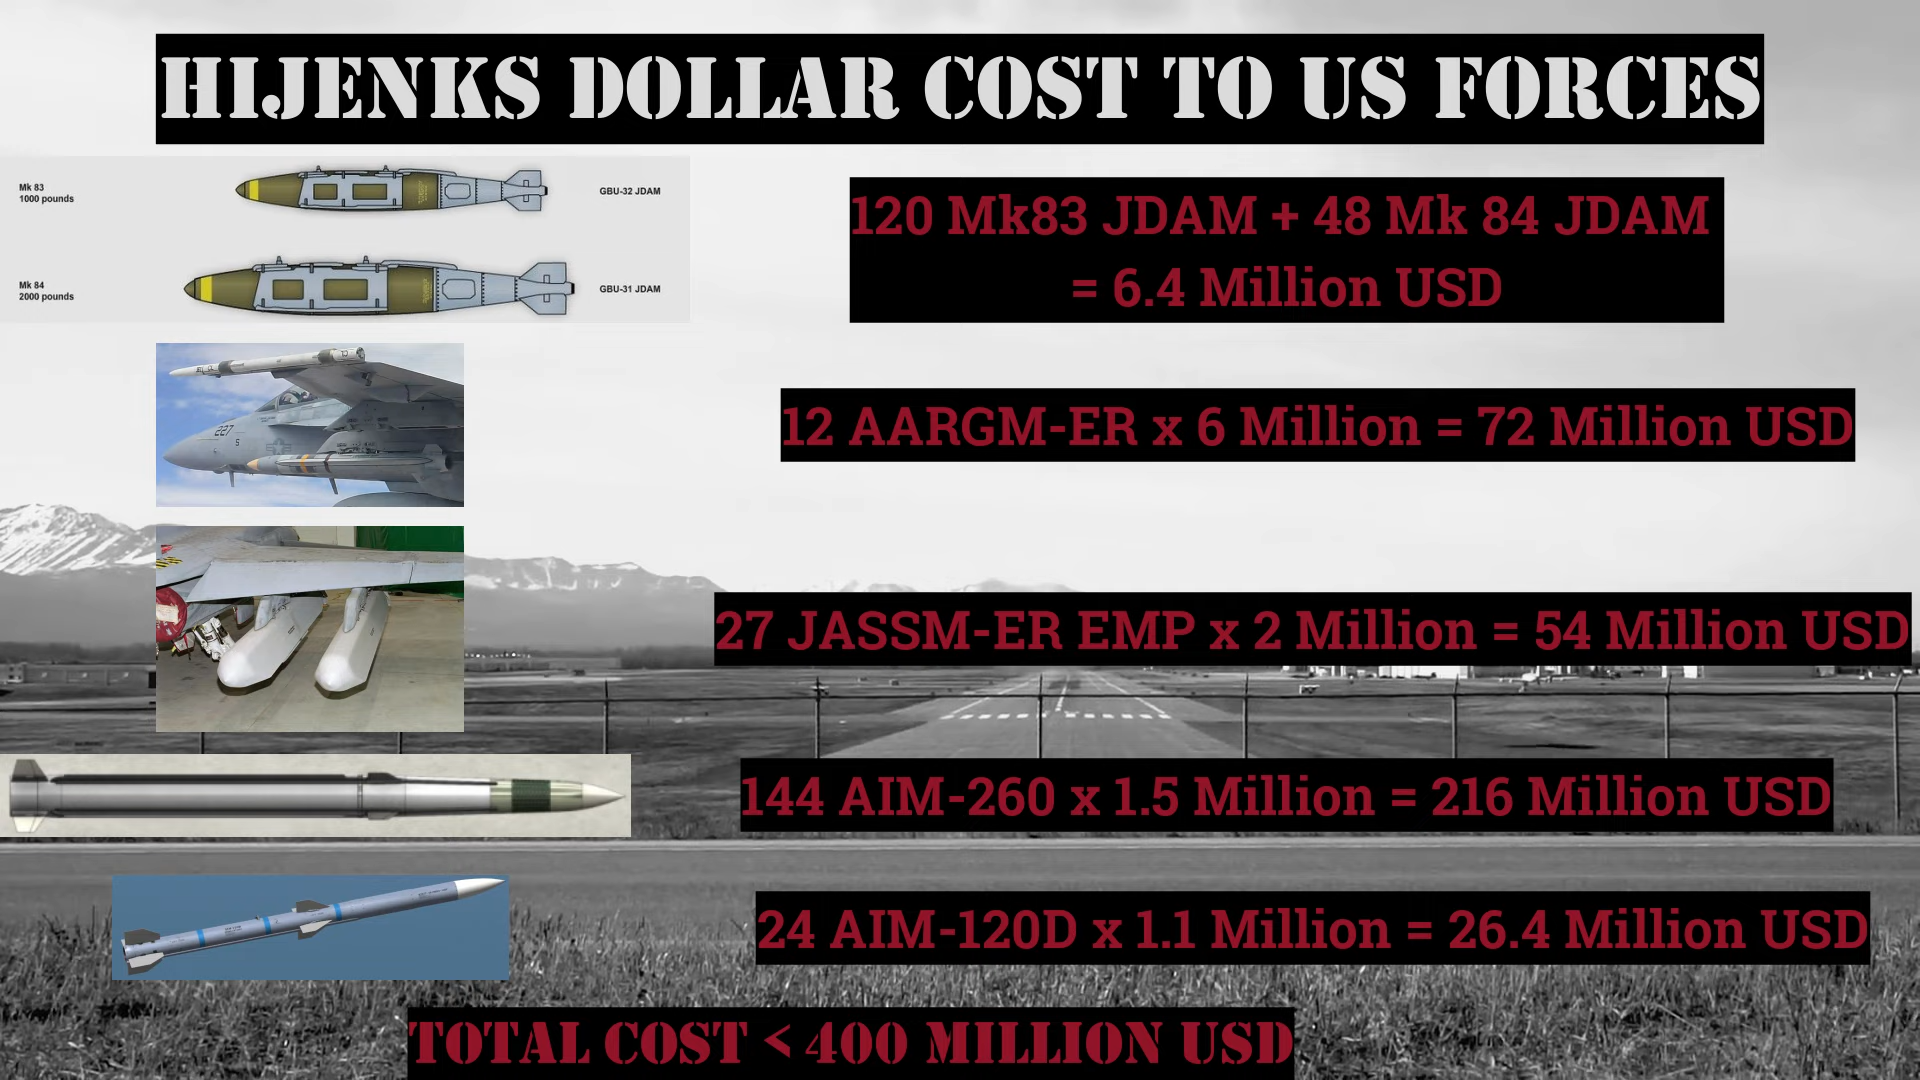 HIJENKS DOLLAR COST TO US FORCES
Mk 83
1000 pounds
GBU-32 JDAM
120 Mk83 JDAM + 48 Mk 84 JDAM
= 6.4 Million USD
Mk 84
2000 pounds
GBU-31 JDAM
227
12 AARGM-ER x 6 Million = 72 Million USD
27 JASSM-ER EMP x 2 Million = 54 Million USD
144 AIM-260 x 1.5 Million = 216 Million USD
24 AIM-120D x 1.1 Million = 26.4 Million USD
TOTAL COST < 400 MILLION USD